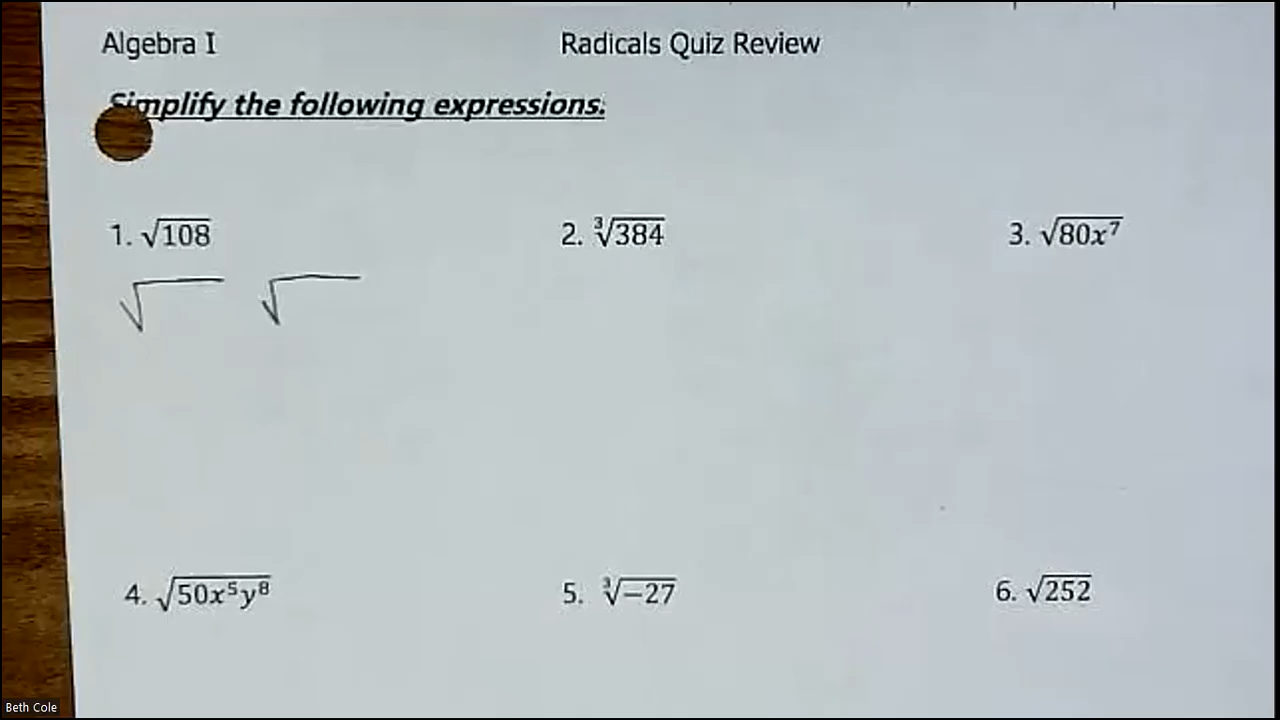 Algebra I Radicals Quiz Review
Simplify the following expressions.
1. √108 2. ∛384 3. √80x⁷
√ √
4. √50x⁵y⁸ 5. ∛−27 6. √252
Beth Cole